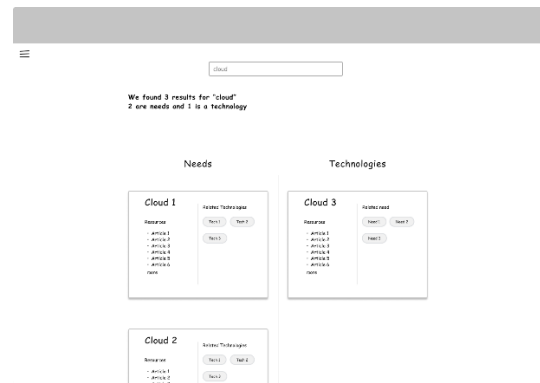 cloud
We found 3 results for "cloud"
2 are needs and 1 is a technology
Needs
Technologies
Cloud 1
Resources
- Article 1
- Article 2
- Article 3
- Article 4
- Article 5
- Article 6
more
Related Technologies
Tech 1 Tech 2
Tech 3
Cloud 3
Resources
- Article 1
- Article 2
- Article 3
- Article 4
- Article 5
- Article 6
more
Related need
Need 1 Need 2
Need 3
Cloud 2
Resources
- Article 1
- Article 2
Related Technologies
Tech 1 Tech 2
Tech 3